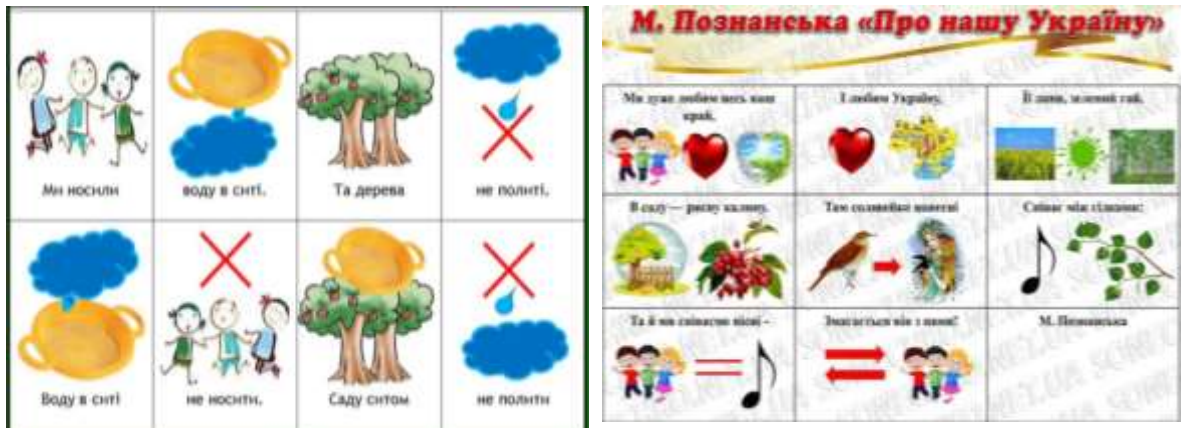 Ми носили
воду в ситі.
Та дерева
не политі.
Воду в ситі
не носити.
Саду ситом
не полити
М. Познанська «Про нашу Україну»
Ми дуже любим весь наш
край,
І любим Україну,
Її лани, зелений гай,
В саду — рясну калину.
Там соловейко навесні
Співає між гілками:
Та й ми співаємо пісні -
Змагається він з нами!
М. Познанська